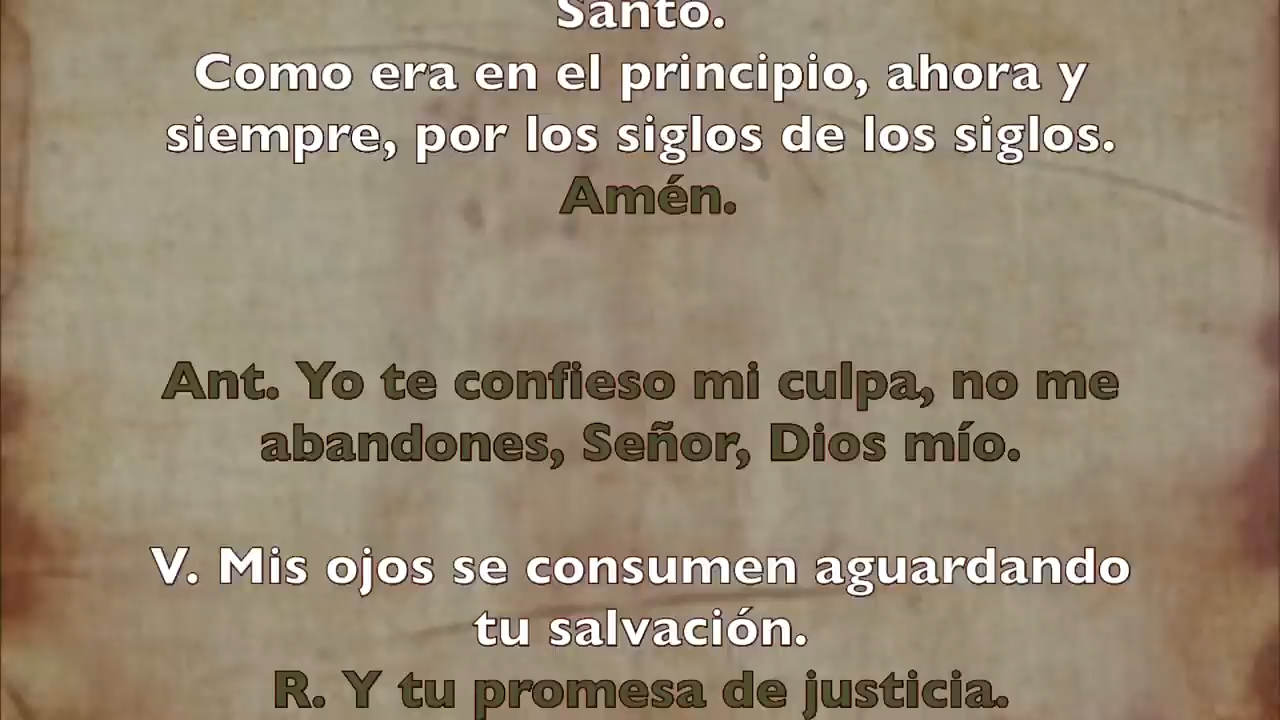 Santo.
Como era en el principio, ahora y
siempre, por los siglos de los siglos.
Amén.
Ant. Yo te confieso mi culpa, no me
abandones, Señor, Dios mío.
V. Mis ojos se consumen aguardando
tu salvación.
R. Y tu promesa de justicia.